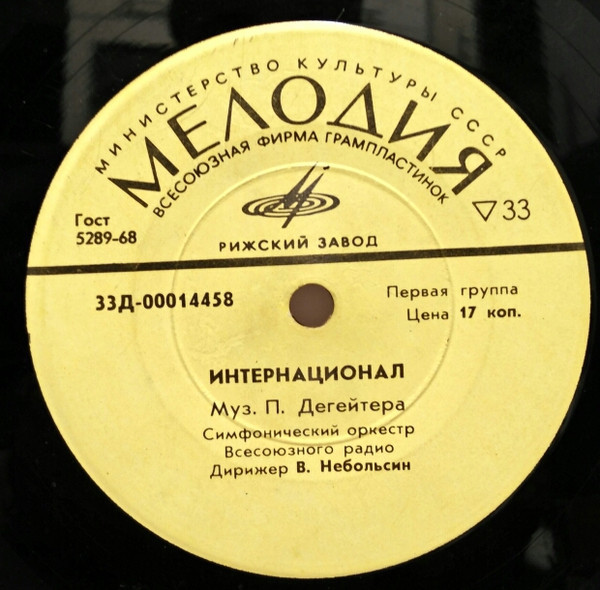 МИНИСТЕРСТВО КУЛЬТУРЫ СССР
МЕЛОДИЯ
ВСЕСОЮЗНАЯ ФИРМА ГРАМПЛАСТИНОК
Гост
5289-68
▽33
РИЖСКИЙ ЗАВОД
33Д-00014458
Первая группа
Цена 17 коп.
ИНТЕРНАЦИОНАЛ
Муз. П. Дегейтера
Симфонический оркестр
Всесоюзного радио
Дирижер В. Небольсин